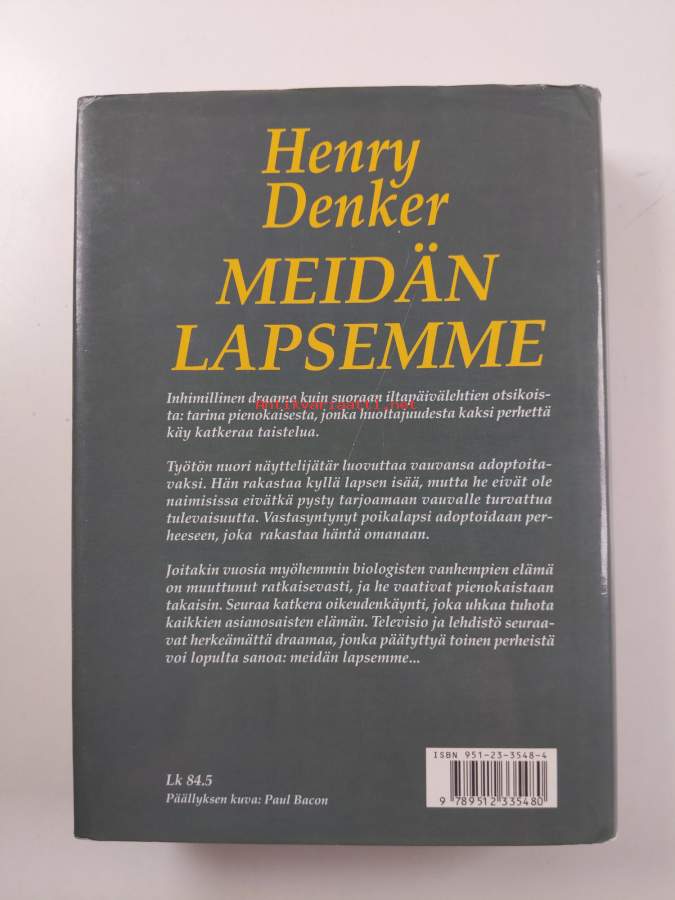 Henry
Denker
MEIDÄN
LAPSEMME
Inhimillinen draama kuin suoraan iltapäivälehtien otsikois-
ta: tarina pienokaisesta, jonka huoltajuudesta kaksi perhettä
käy katkeraa taistelua.
Antikvariaatti.net
Työtön nuori näyttelijätär luovuttaa vauvansa adoptoita-
vaksi. Hän rakastaa kyllä lapsen isää, mutta he eivät ole
naimisissa eivätkä pysty tarjoamaan vauvalle turvattua
tulevaisuutta. Vastasyntynyt poikalapsi adoptoidaan per-
heeseen, joka rakastaa häntä omanaan.
Joitakin vuosia myöhemmin biologisten vanhempien elämä
on muuttunut ratkaisevasti, ja he vaativat pienokaistaan
takaisin. Seuraa katkera oikeudenkäynti, joka uhkaa tuhota
kaikkien asianosaisten elämän. Televisio ja lehdistö seuraa-
vat herkeämättä draamaa, jonka päätyttyä toinen perheistä
voi lopulta sanoa: meidän lapsemme...
ISBN 951-23-3548-4
9 789512 335480
Lk 84.5
Päällyksen kuva: Paul Bacon